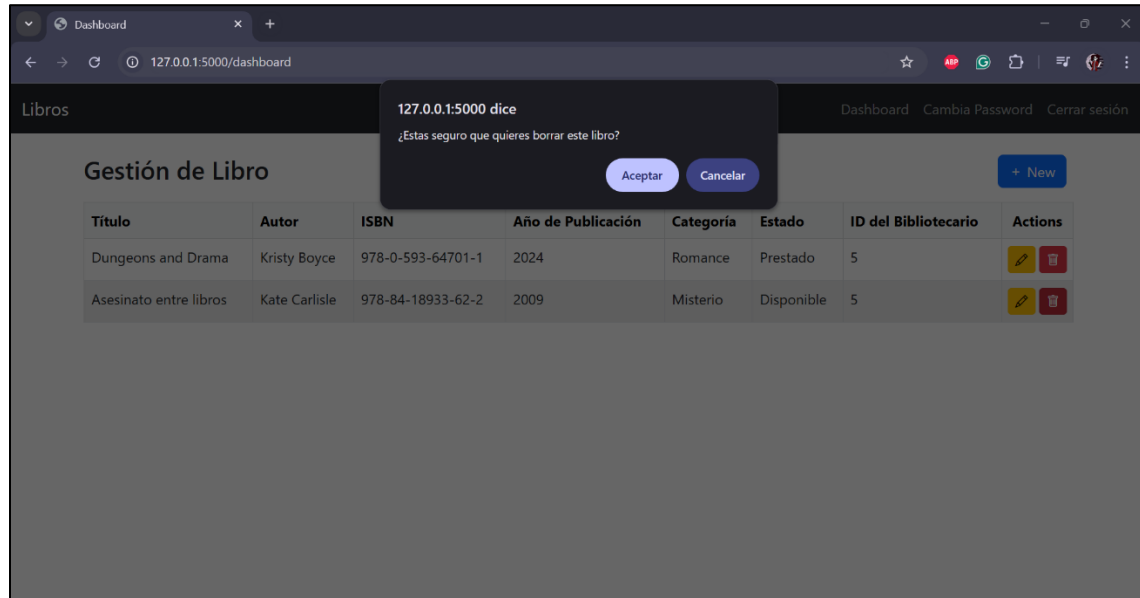 Dashboard
127.0.0.1:5000/dashboard
ABP
Libros
Dashboard Cambia Password Cerrar sesión
127.0.0.1:5000 dice
¿Estas seguro que quieres borrar este libro?
Aceptar Cancelar
Gestión de Libro
+ New
Título Autor ISBN Año de Publicación Categoría Estado ID del Bibliotecario Actions
Dungeons and Drama Kristy Boyce 978-0-593-64701-1 2024 Romance Prestado 5
Asesinato entre libros Kate Carlisle 978-84-18933-62-2 2009 Misterio Disponible 5